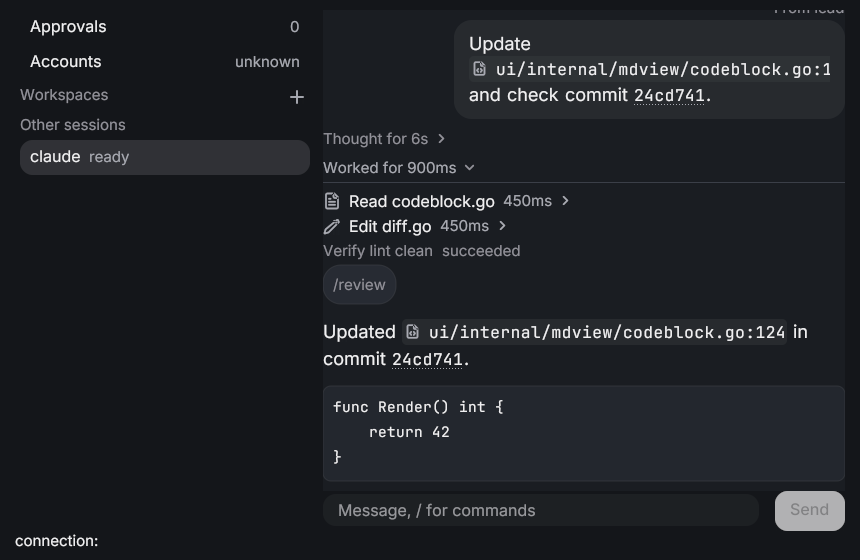 Approvals 0
Accounts unknown
Workspaces +
Other sessions
claude ready
From lead
Update
ui/internal/mdview/codeblock.go:1
and check commit 24cd741.
Thought for 6s
Worked for 900ms
Read codeblock.go 450ms
Edit diff.go 450ms
Verify lint clean succeeded
/review
Updated ui/internal/mdview/codeblock.go:124 in
commit 24cd741.
func Render() int {
    return 42
}
Message, / for commands
Send
connection: